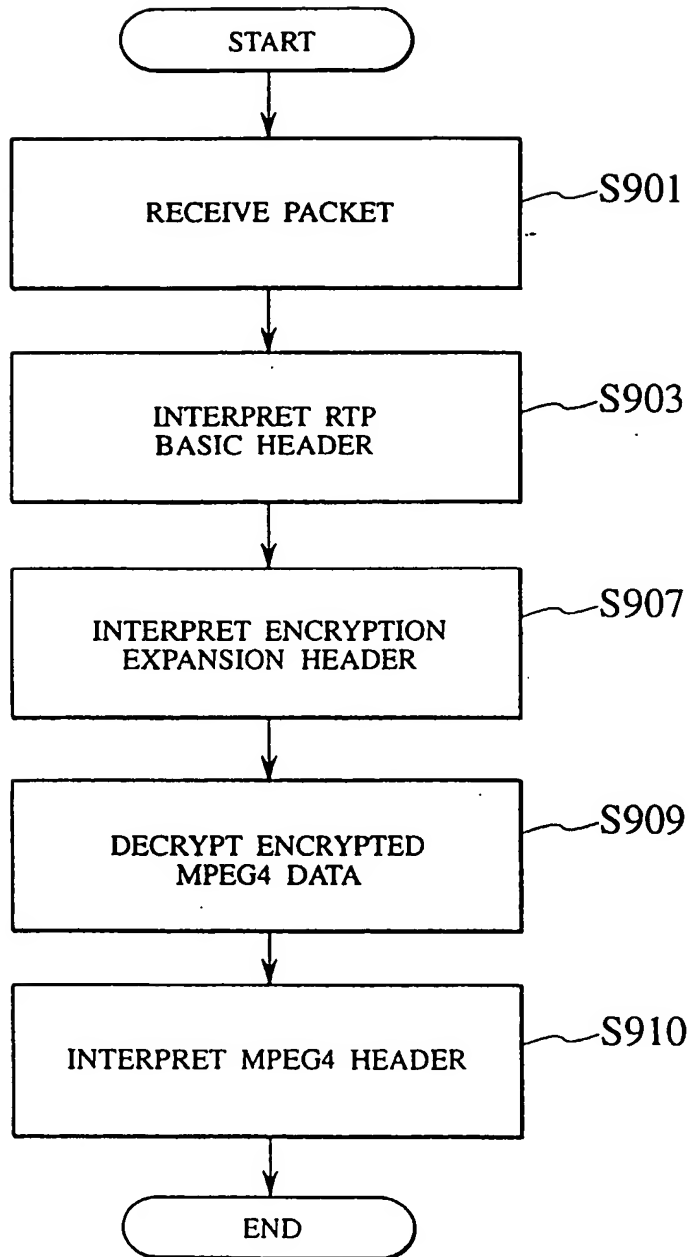 START
RECEIVE PACKET
S901
INTERPRET RTP
BASIC HEADER
S903
INTERPRET ENCRYPTION
EXPANSION HEADER
S907
DECRYPT ENCRYPTED
MPEG4 DATA
S909
INTERPRET MPEG4 HEADER
S910
END